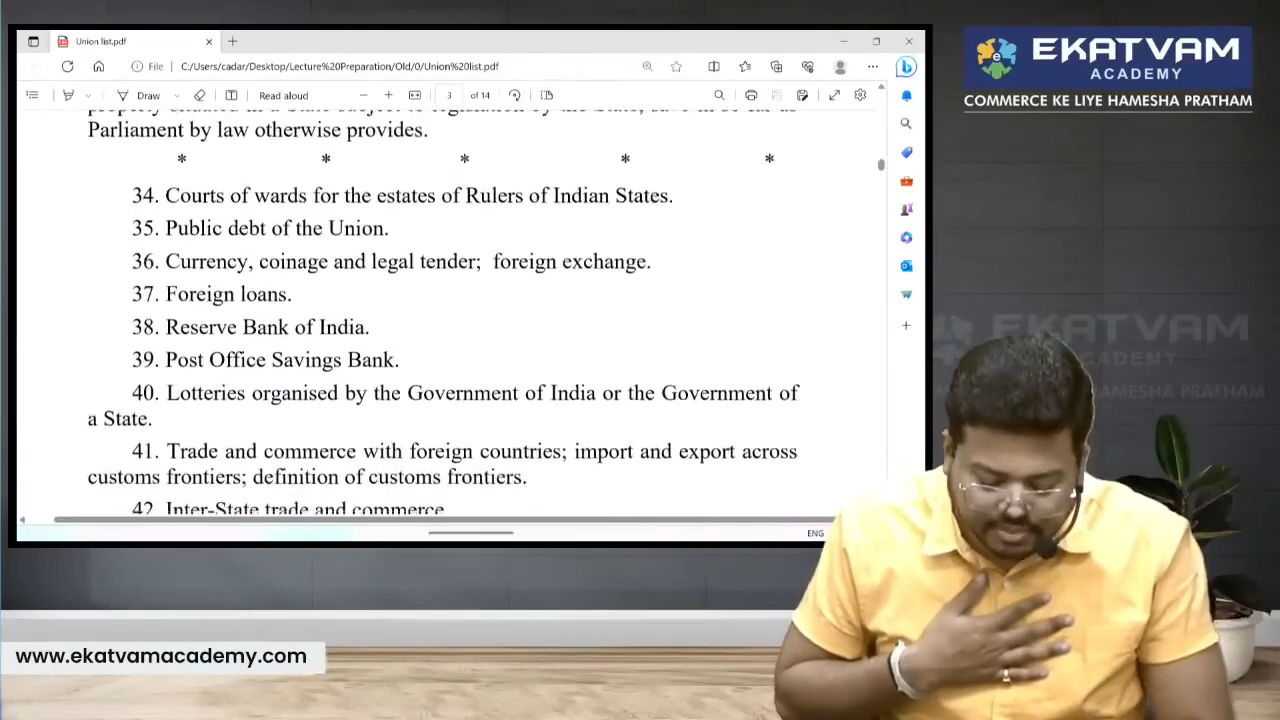 Union list.pdf
File
C:/Users/cadar/Desktop/Lecture%20Preparation/Old/0/Union%20list.pdf
Draw
Read aloud
3 of 14
Parliament by law otherwise provides.
* * * * *
34. Courts of wards for the estates of Rulers of Indian States.
35. Public debt of the Union.
36. Currency, coinage and legal tender; foreign exchange.
37. Foreign loans.
38. Reserve Bank of India.
39. Post Office Savings Bank.
40. Lotteries organised by the Government of India or the Government of
a State.
41. Trade and commerce with foreign countries; import and export across
customs frontiers; definition of customs frontiers.
42. Inter-State trade and commerce
ENG
EKATVAM
ACADEMY
COMMERCE KE LIYE HAMESHA PRATHAM
EKATVAM
ACADEMY
HAMESHA PRATHAM
www.ekatvamacademy.com